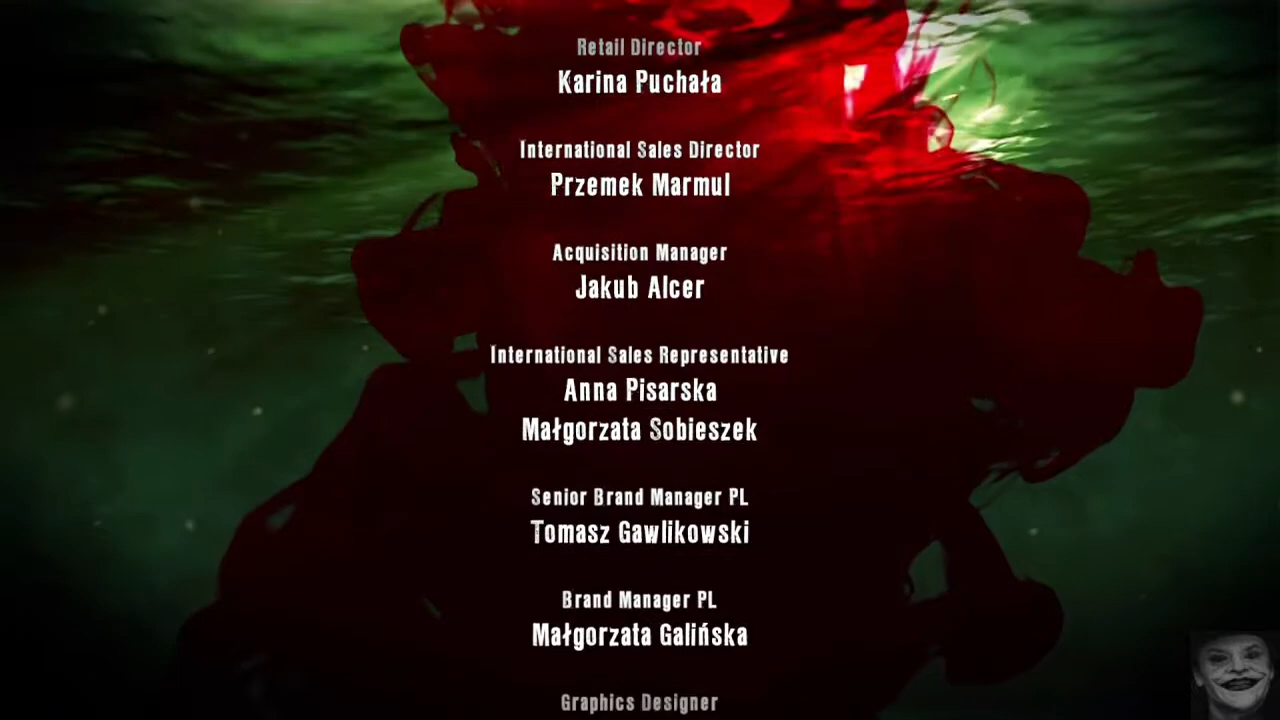 Retail Director
Karina Puchała
International Sales Director
Przemek Marmul
Acquisition Manager
Jakub Alcer
International Sales Representative
Anna Pisarska
Małgorzata Sobieszek
Senior Brand Manager PL
Tomasz Gawlikowski
Brand Manager PL
Małgorzata Galińska
Graphics Designer